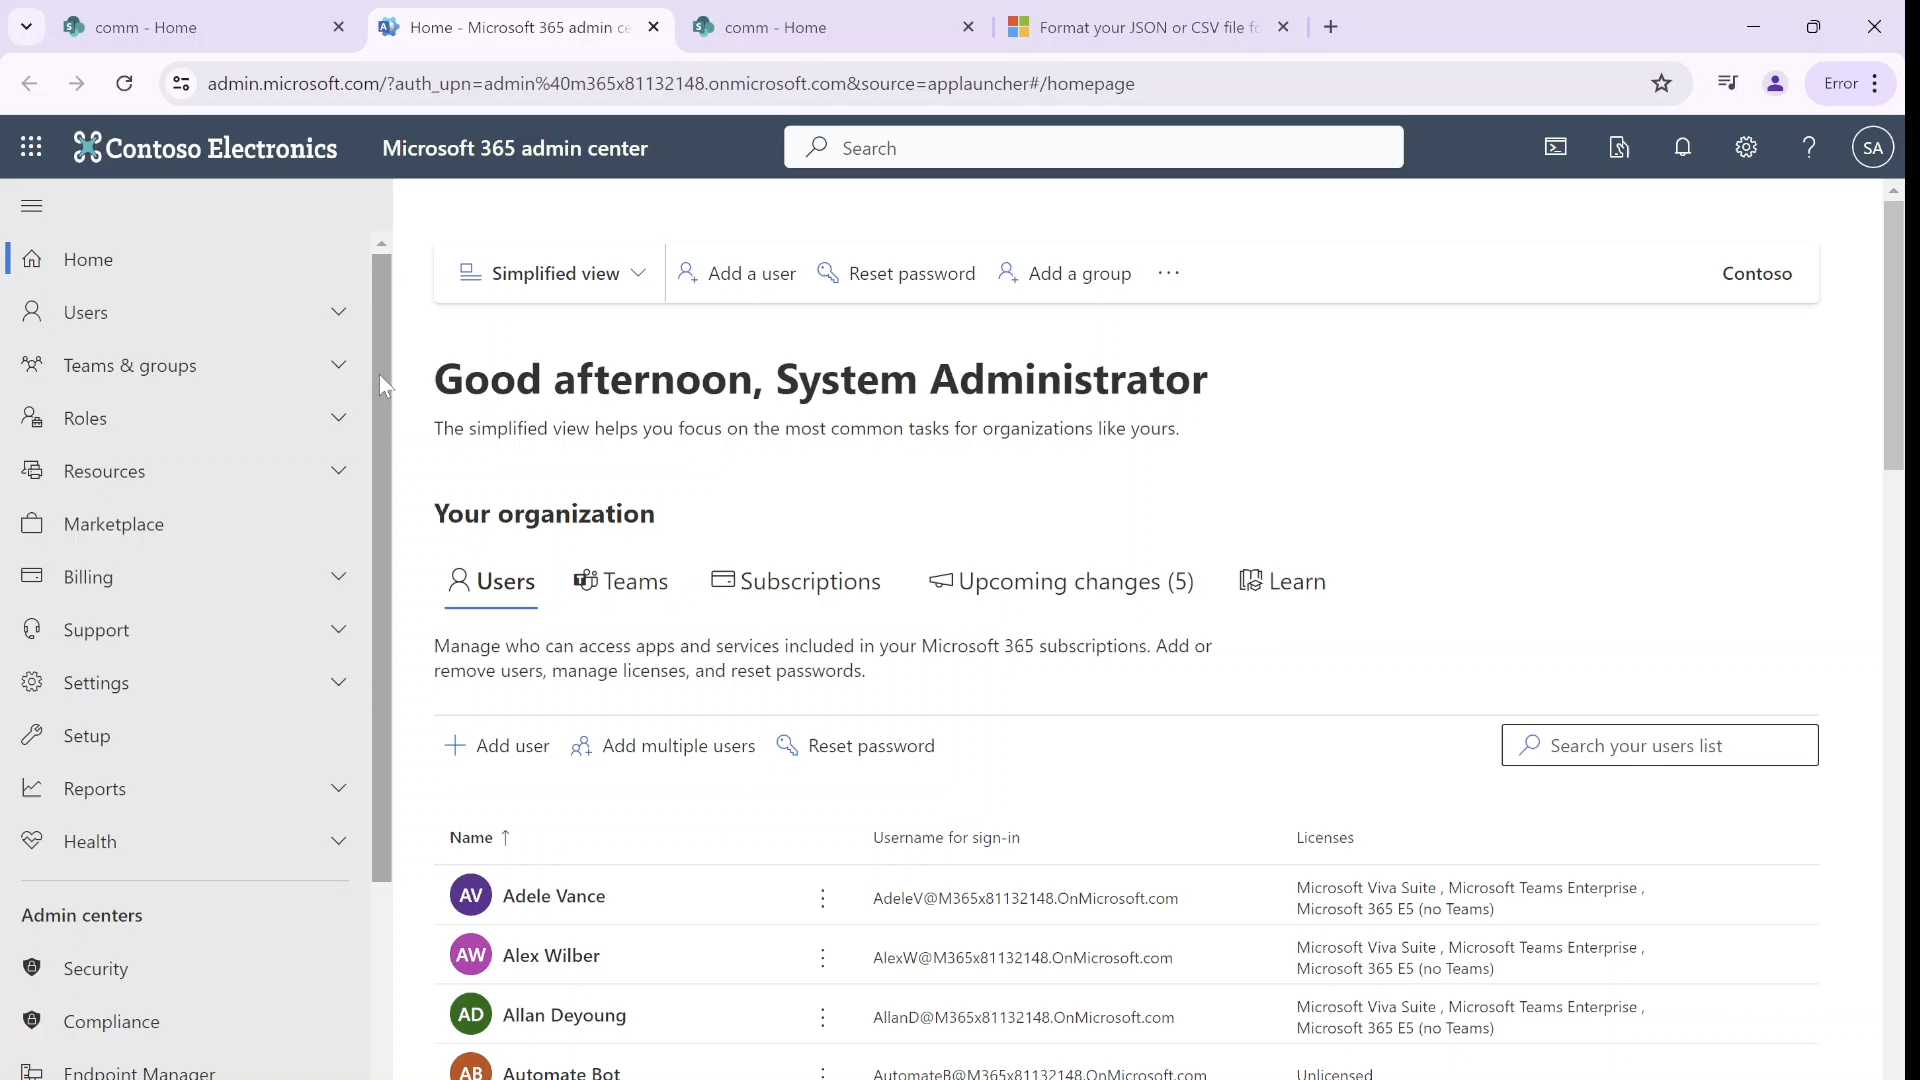 comm - Home
Home - Microsoft 365 admin ce
comm - Home
Format your JSON or CSV file fo
admin.microsoft.com/?auth_upn=admin%40m365x81132148.onmicrosoft.com&source=applauncher#/homepage
Error
Contoso Electronics
Microsoft 365 admin center
Search
SA
Home
Users
Teams & groups
Roles
Resources
Marketplace
Billing
Support
Settings
Setup
Reports
Health
Admin centers
Security
Compliance
Endpoint Manager
Simplified view
Add a user
Reset password
Add a group
Contoso
Good afternoon, System Administrator
The simplified view helps you focus on the most common tasks for organizations like yours.
Your organization
Users
Teams
Subscriptions
Upcoming changes (5)
Learn
Manage who can access apps and services included in your Microsoft 365 subscriptions. Add or
remove users, manage licenses, and reset passwords.
Add user
Add multiple users
Reset password
Search your users list
Name ↑
Username for sign-in
Licenses
AV
Adele Vance
AdeleV@M365x81132148.OnMicrosoft.com
Microsoft Viva Suite , Microsoft Teams Enterprise ,
Microsoft 365 E5 (no Teams)
AW
Alex Wilber
AlexW@M365x81132148.OnMicrosoft.com
Microsoft Viva Suite , Microsoft Teams Enterprise ,
Microsoft 365 E5 (no Teams)
AD
Allan Deyoung
AllanD@M365x81132148.OnMicrosoft.com
Microsoft Viva Suite , Microsoft Teams Enterprise ,
Microsoft 365 E5 (no Teams)
AB
Automate Bot
AutomateB@M365x81132148.OnMicrosoft.com
Unlicensed